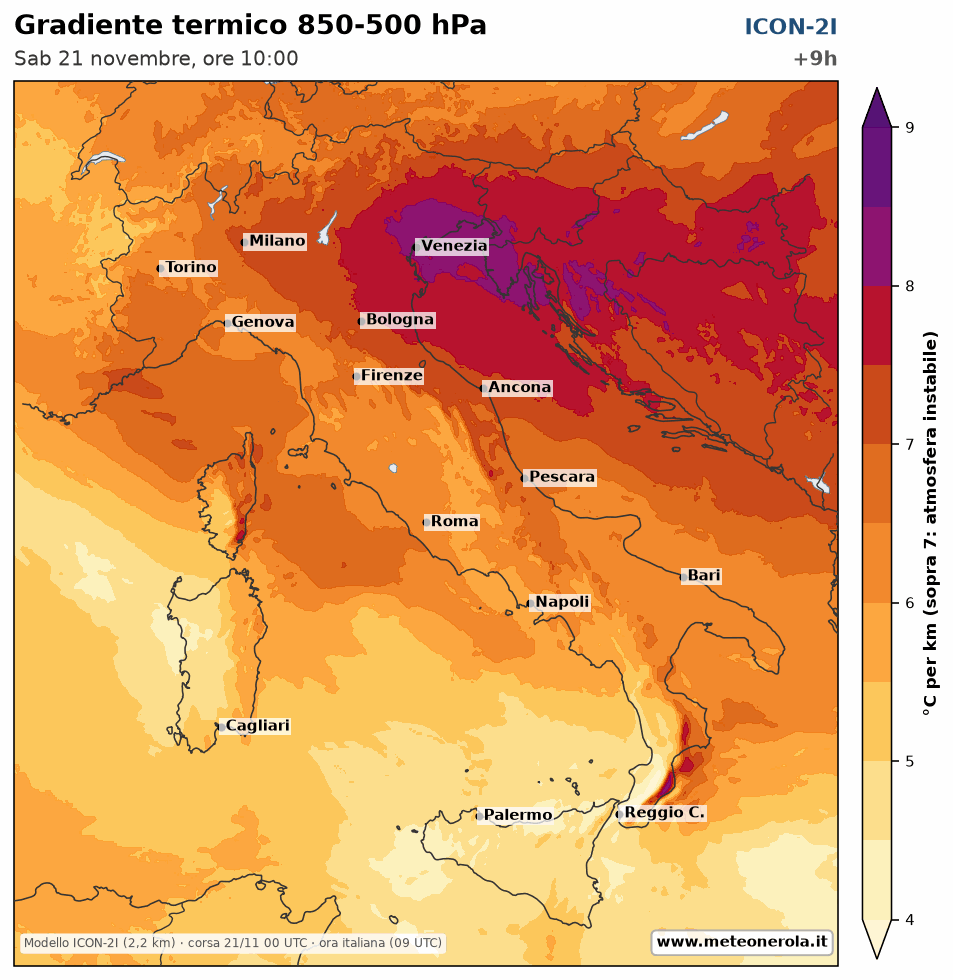 Gradiente termico 850-500 hPa
ICON-2I
Sab 21 novembre, ore 10:00
+9h
9
8
7
6
5
4
°C per km (sopra 7: atmosfera instabile)
Milano
Venezia
Torino
Genova
Bologna
Firenze
Ancona
Pescara
Roma
Bari
Napoli
Cagliari
Palermo
Reggio C.
Modello ICON-2I (2,2 km) · corsa 21/11 00 UTC · ora italiana (09 UTC)
www.meteonerola.it